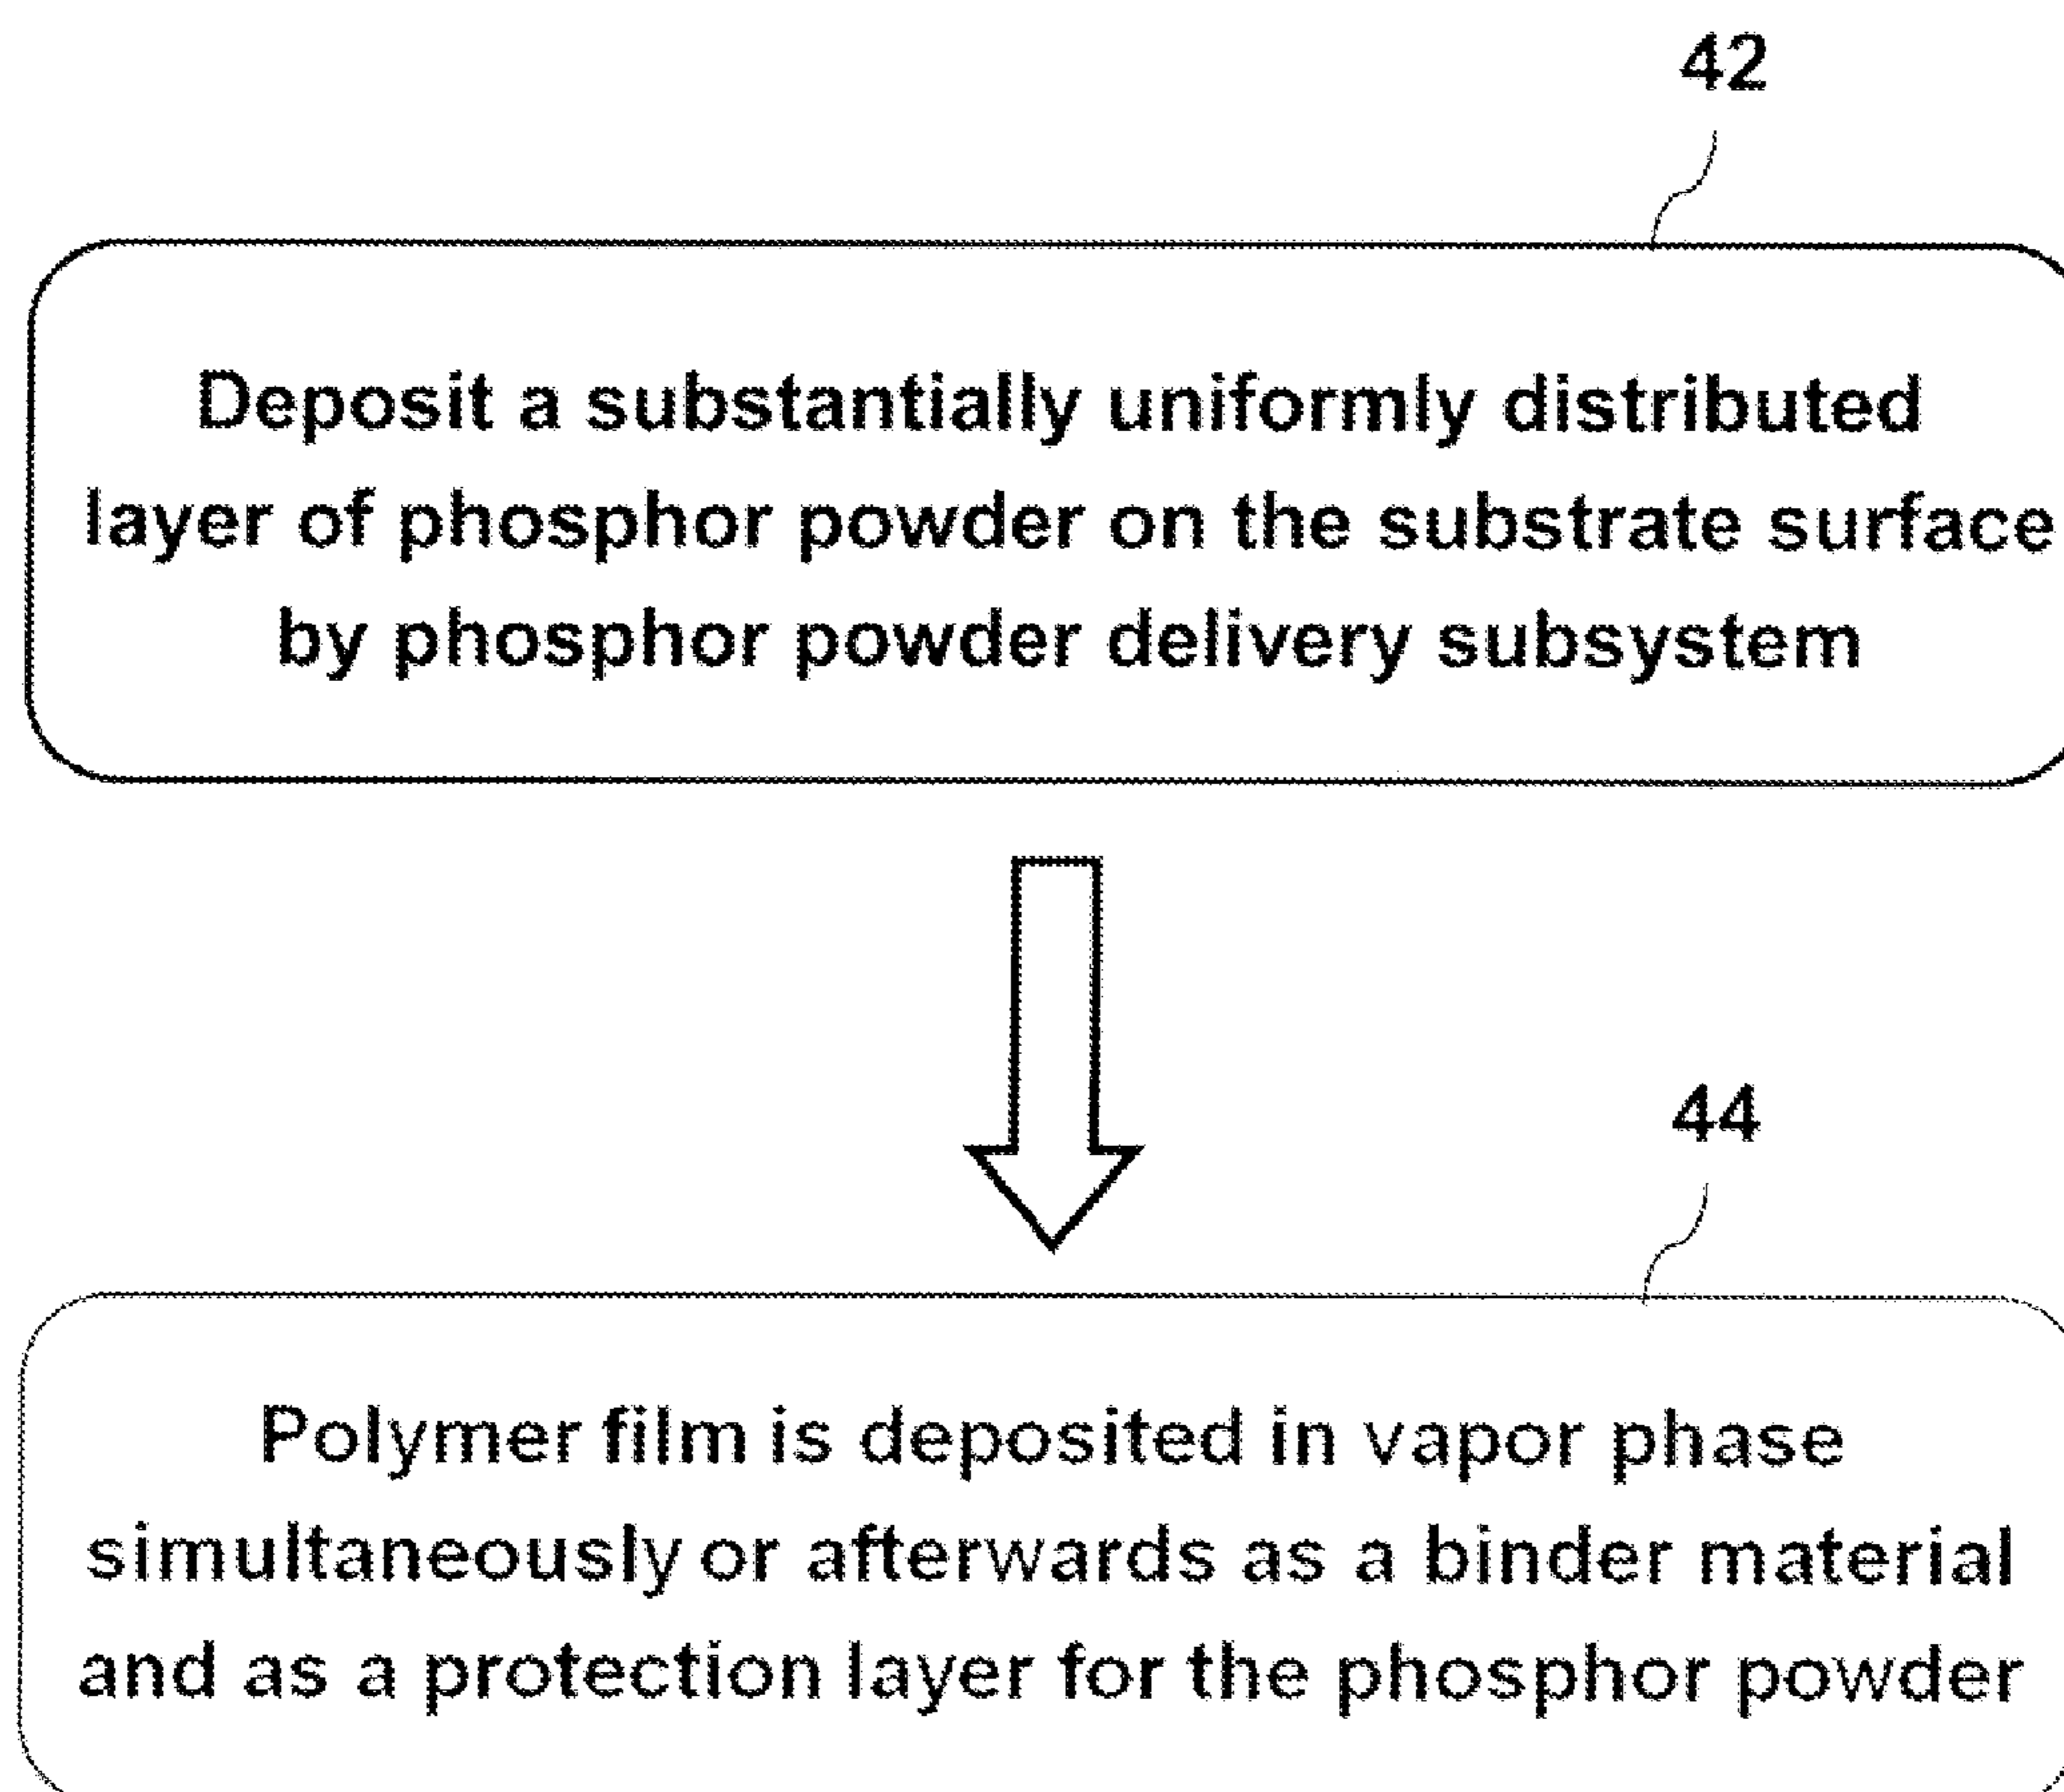 42
Deposit a substantially uniformly distributed
layer of phosphor powder on the substrate surface
by phosphor powder delivery subsystem
44
Polymer film is deposited in vapor phase
simultaneously or afterwards as a binder material
and as a protection layer for the phosphor powder